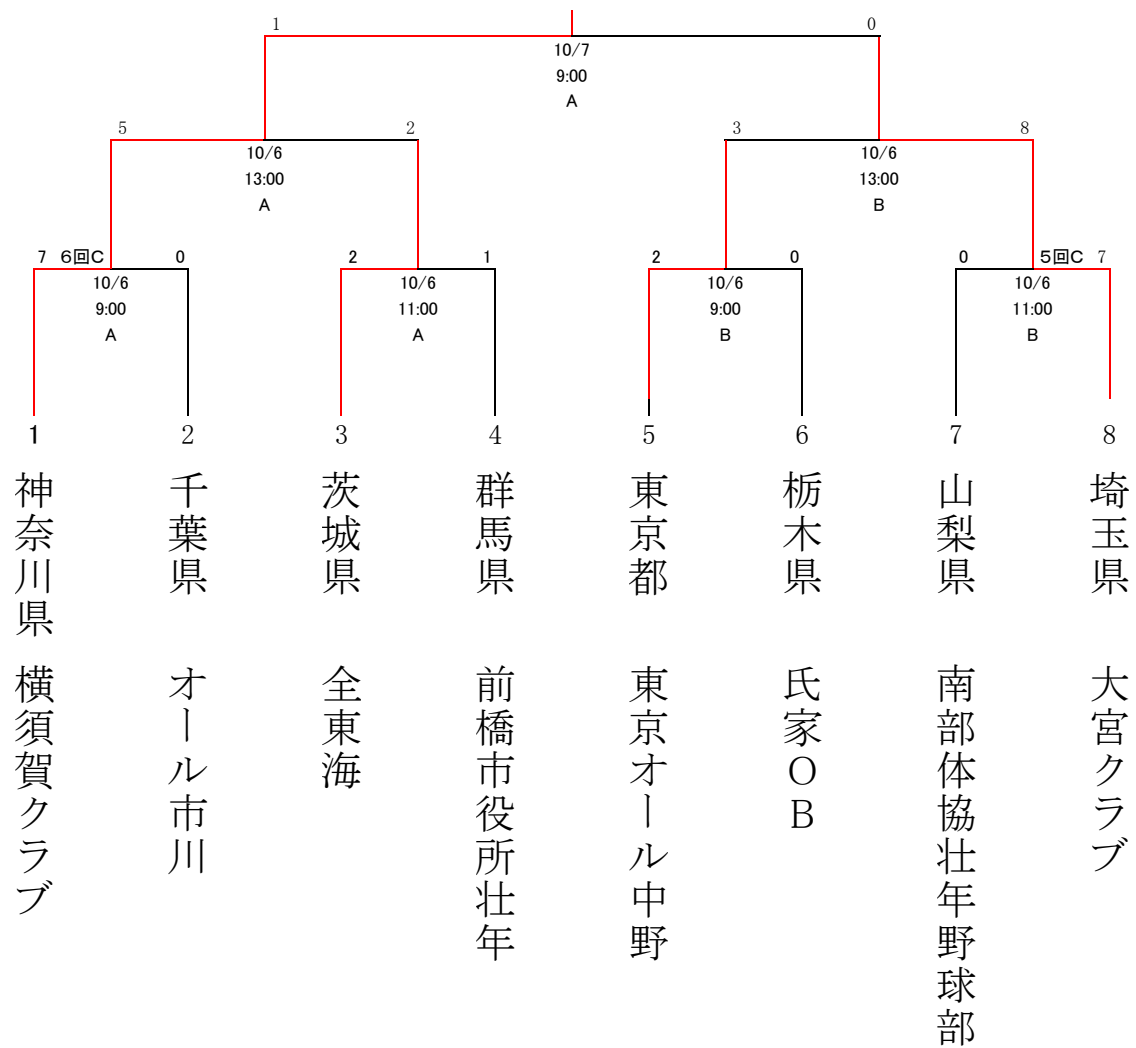 1 0
10/7
9:00
A
5 2 3 8
10/6 10/6
13:00 13:00
A B
7 6回C 0 2 1 2 0 0 5回C 7
10/6 10/6 10/6 10/6
9:00 11:00 9:00 11:00
A A B B
1 2 3 4 5 6 7 8
神奈川県 横須賀クラブ
千葉県 オール市川
茨城県 全東海
群馬県 前橋市役所壮年
東京都 東京オール中野
栃木県 氏家OB
山梨県 南部体協壮年野球部
埼玉県 大宮クラブ